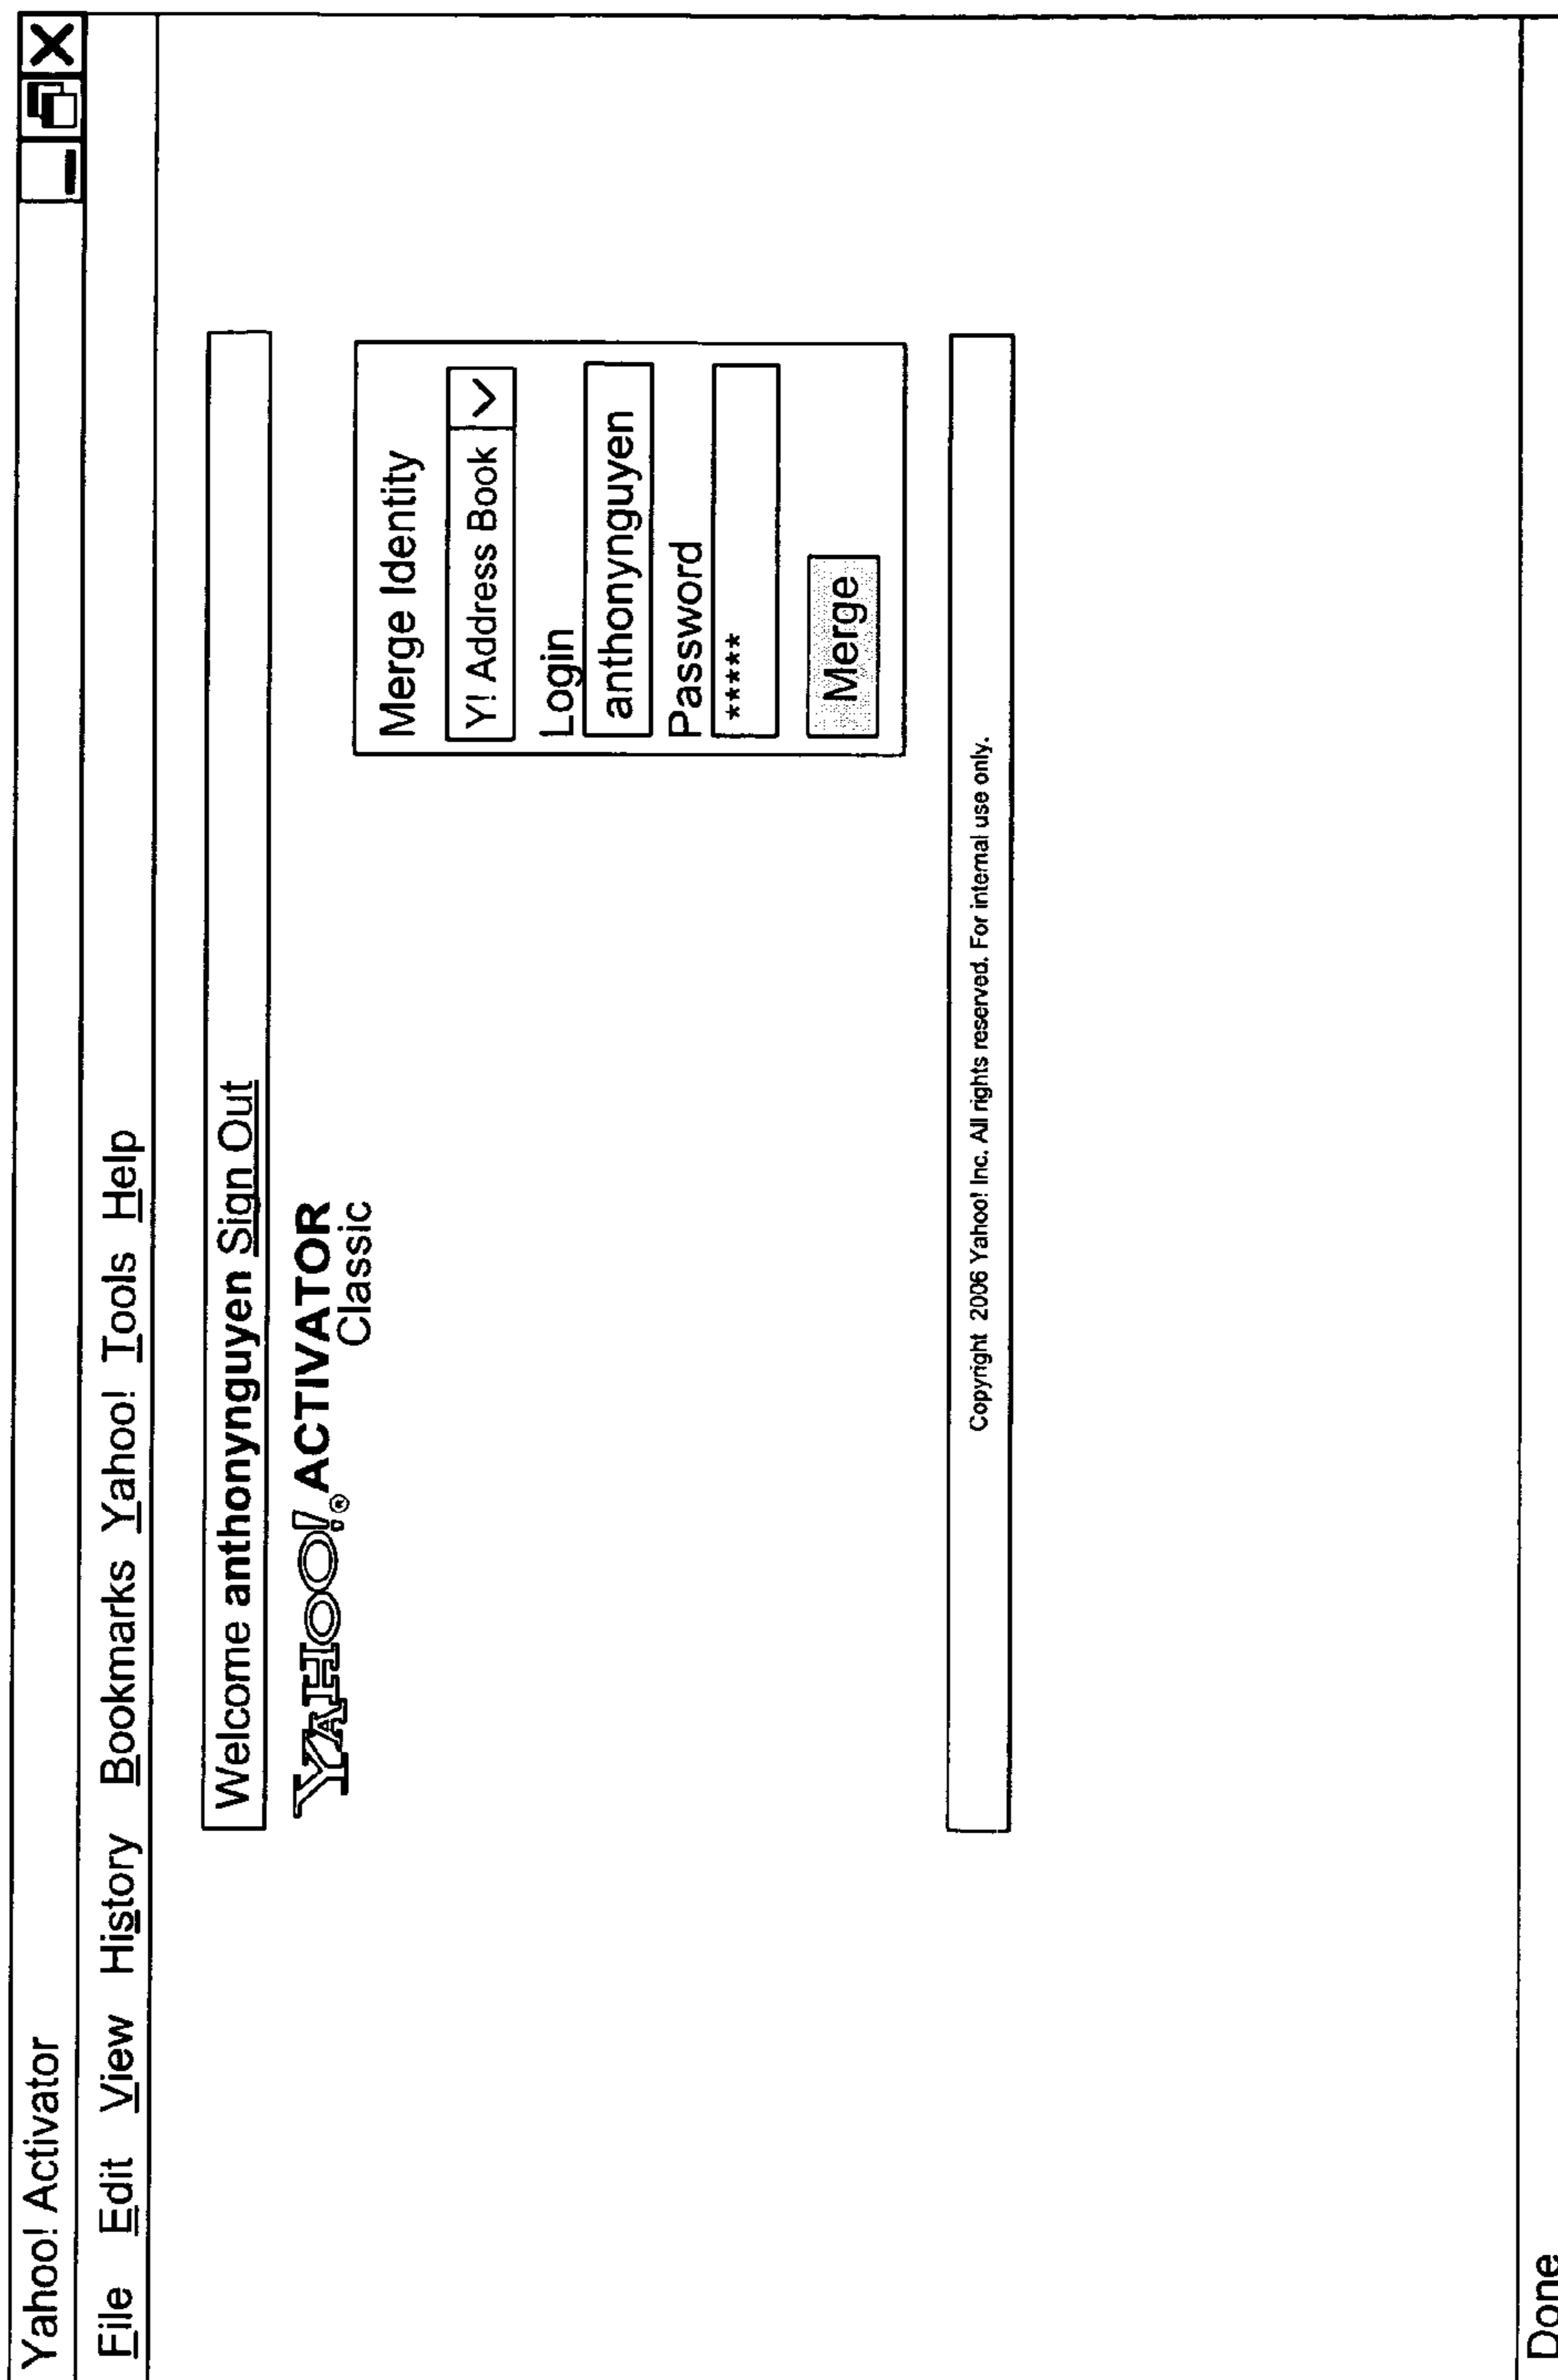 Yahoo! Activator
File Edit View History Bookmarks Yahoo! Tools Help
Welcome anthonynguyen Sign Out
YAHOO!® ACTIVATOR
Classic
Merge Identity
Y! Address Book
Login
anthonynguyen
Password
*****
Merge
Copyright 2006 Yahoo! Inc. All rights reserved. For internal use only.
Done